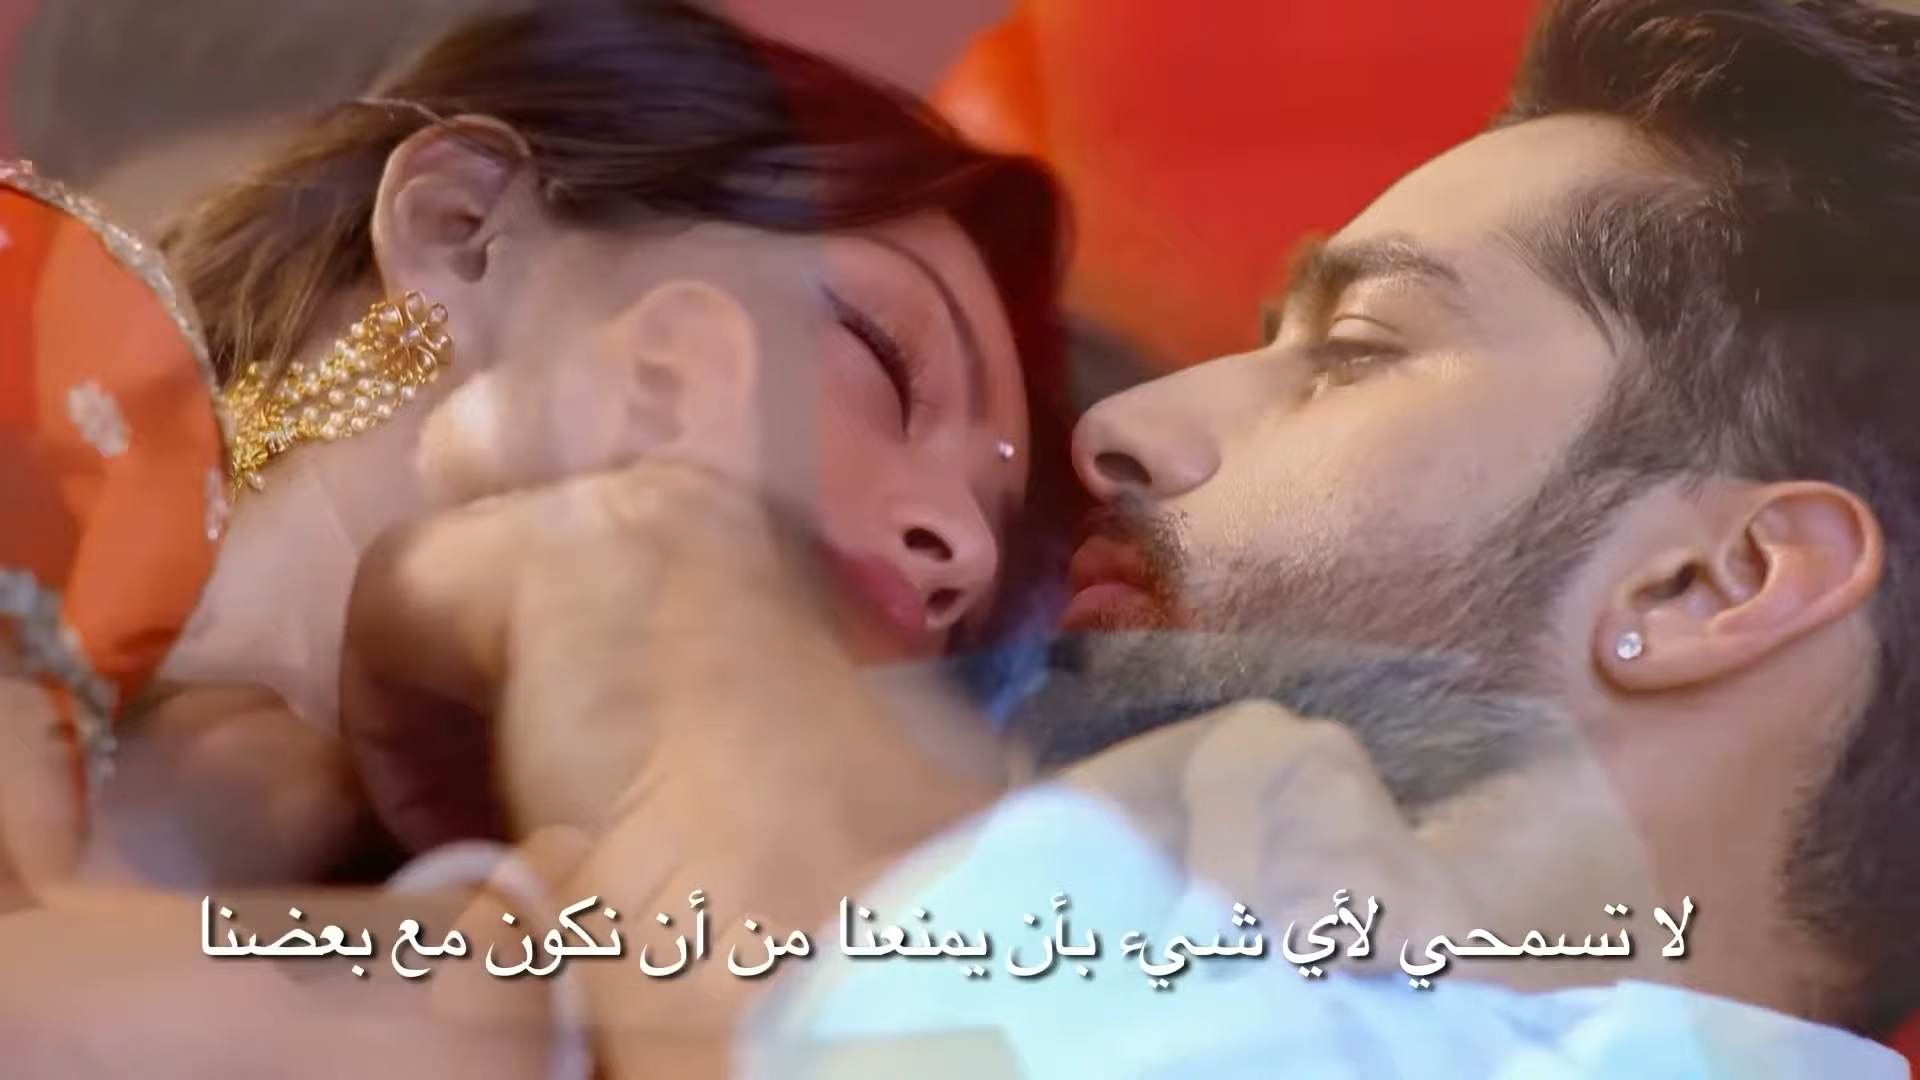 لا تسمحي لأي شيء بأن يمنعنا من أن نكون مع بعضنا